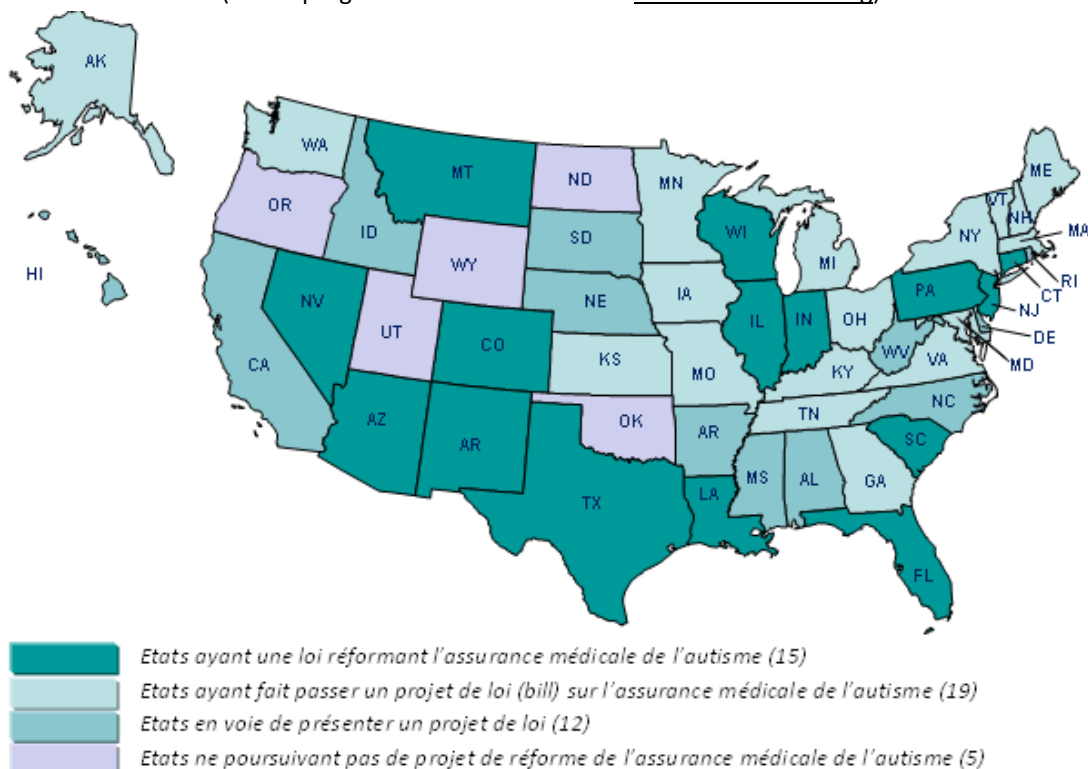 AK
WA
MT
ND
MN
ME
OR
ID
SD
WI
VT
NH
MA
NY
WY
MI
RI
HI
CT
NV
NE
IA
PA
NJ
UT
CO
IL
IN
OH
DE
CA
KS
MO
WV
VA
MD
KY
NC
AZ
AR
OK
AR
TN
SC
MS
AL
GA
TX
LA
FL
Etats ayant une loi réformant l'assurance médicale de l'autisme (15)
Etats ayant fait passer un projet de loi (bill) sur l'assurance médicale de l'autisme (19)
Etats en voie de présenter un projet de loi (12)
Etats ne poursuivant pas de projet de réforme de l'assurance médicale de l'autisme (5)